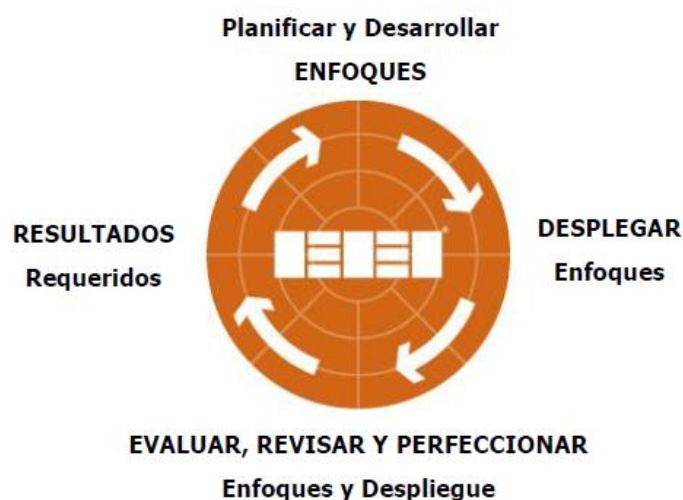 Planificar y Desarrollar
ENFOQUES
RESULTADOS
Requeridos
DESPLEGAR
Enfoques
EVALUAR, REVISAR Y PERFECCIONAR
Enfoques y Despliegue